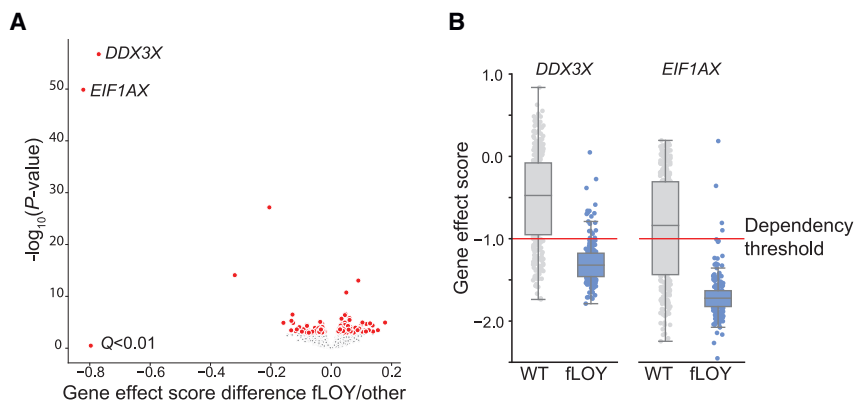 A
DDX3X
EIF1AX
50
40
30
20
10
0
-log10(P-value)
Q<0.01
−0.8 −0.6 −0.4 −0.2 0.0 0.2
Gene effect score difference fLOY/other
B
DDX3X EIF1AX
1.0
0.0
−1.0
−2.0
Gene effect score
Dependency
threshold
WT fLOY WT fLOY